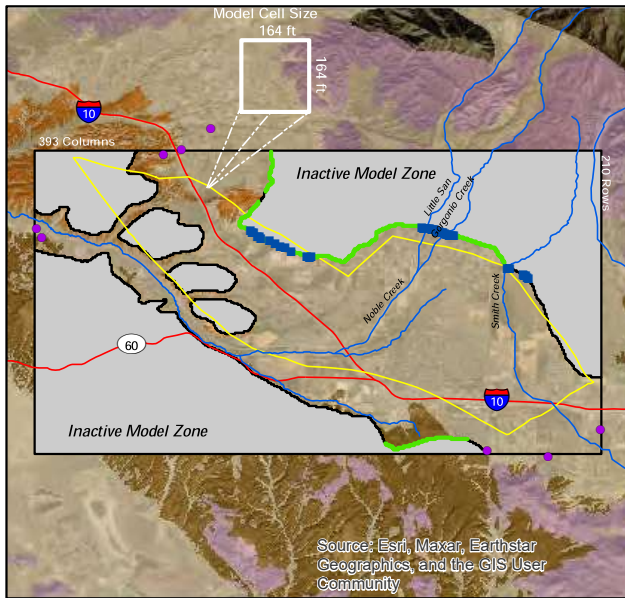 Model Cell Size
164 ft
164 ft
10
393 Columns
210 Rows
Inactive Model Zone
Little San
Gorgonio Creek
Noble Creek
Smith Creek
60
10
Inactive Model Zone
Source: Esri, Maxar, Earthstar
Geographics, and the GIS User
Community